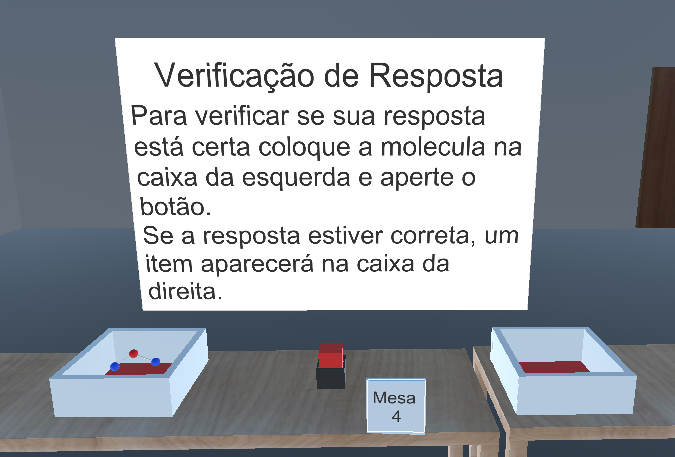 Verificação de Resposta
Para verificar se sua resposta
está certa coloque a molecula na
caixa da esquerda e aperte o
botão.
Se a resposta estiver correta, um
item aparecerá na caixa da
direita.
Mesa
4